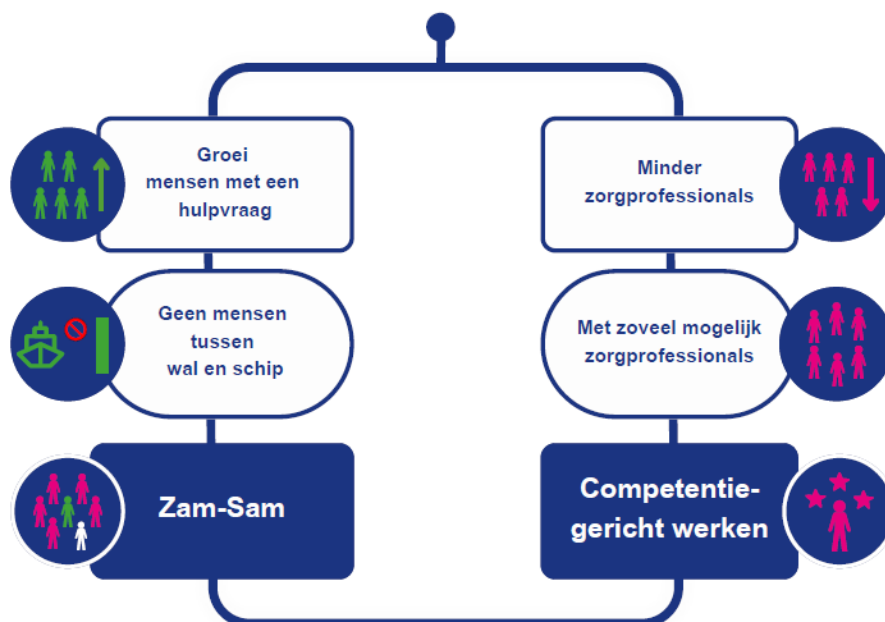 Groei
mensen met een
hulpvraag
Minder
zorgprofessionals
Geen mensen
tussen
wal en schip
Met zoveel mogelijk
zorgprofessionals
Zam-Sam
Competentie-
gericht werken